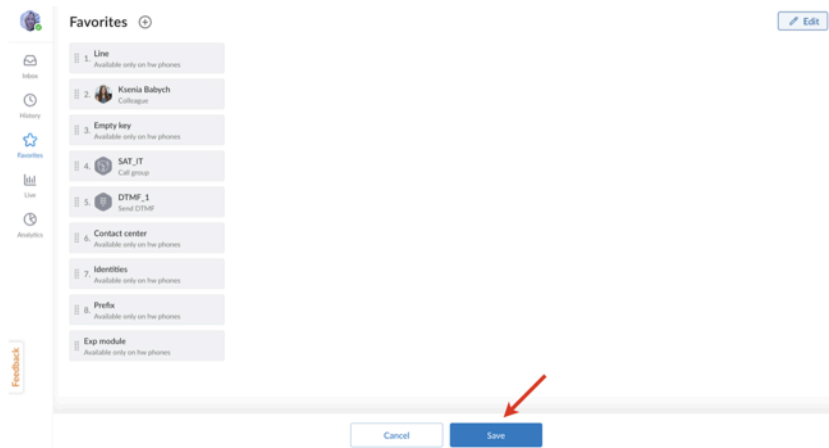 Favorites
Edit
Inbox
History
Favorites
Live
Analytics
1. Line
Available only on hw phones
2. Ksenia Babych
Colleague
3. Empty key
Available only on hw phones
4. SAT_IT
Call group
5. DTMF_1
Send DTMF
6. Contact center
Available only on hw phones
7. Identities
Available only on hw phones
8. Prefix
Available only on hw phones
Exp module
Available only on hw phones
Feedback
Cancel
Save